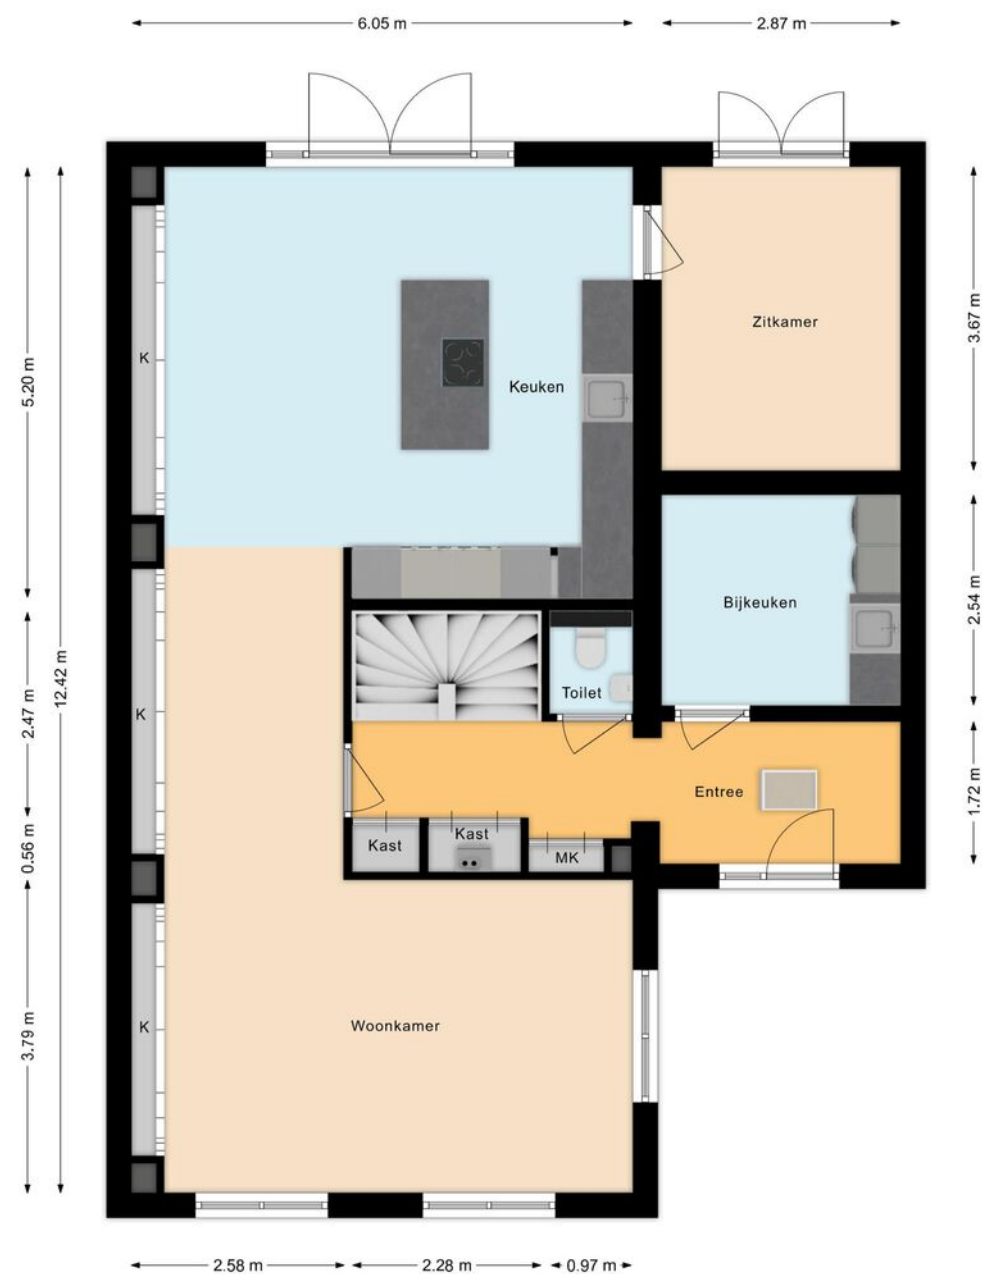 6.05 m
2.87 m
Zitkamer
3.67 m
K
5.20 m
Keuken
2.54 m
Bijkeuken
12.42 m
2.47 m
K
Toilet
Entree
1.72 m
0.56 m
Kast
Kast
MK
3.79 m
K
Woonkamer
2.58 m
2.28 m
0.97 m